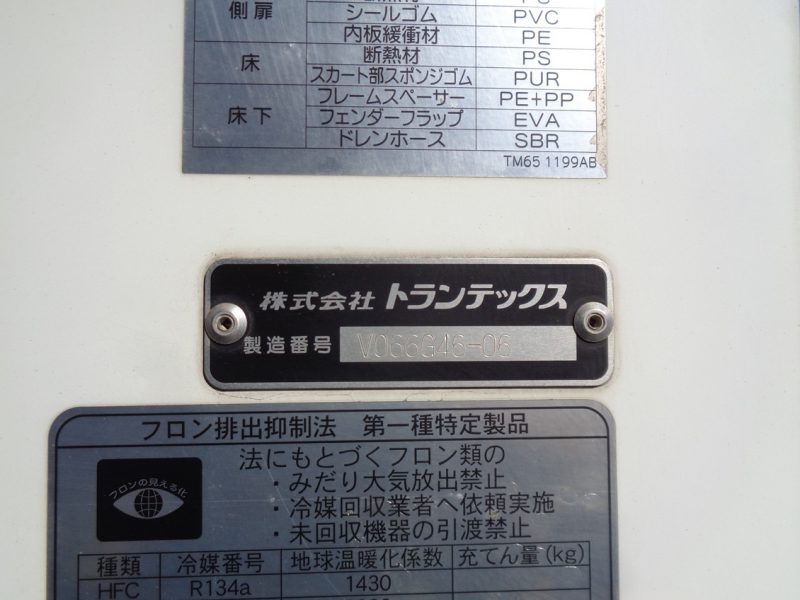 側扉 シールゴム PVC
内板緩衝材 PE
床 断熱材 PS
スカート部スポンジゴム PUR
床下 フレームスペーサー PE+PP
フェンダーフラップ EVA
ドレンホース SBR
TM65 1199AB
株式会社 トランテックス
製造番号 V066G46-06
フロン排出抑制法 第一種特定製品
フロンの見える化
法にもとづくフロン類の
・みだり大気放出禁止
・冷媒回収業者へ依頼実施
・未回収機器の引渡禁止
種類 冷媒番号 地球温暖化係数 充てん量(kg)
HFC R134a 1430